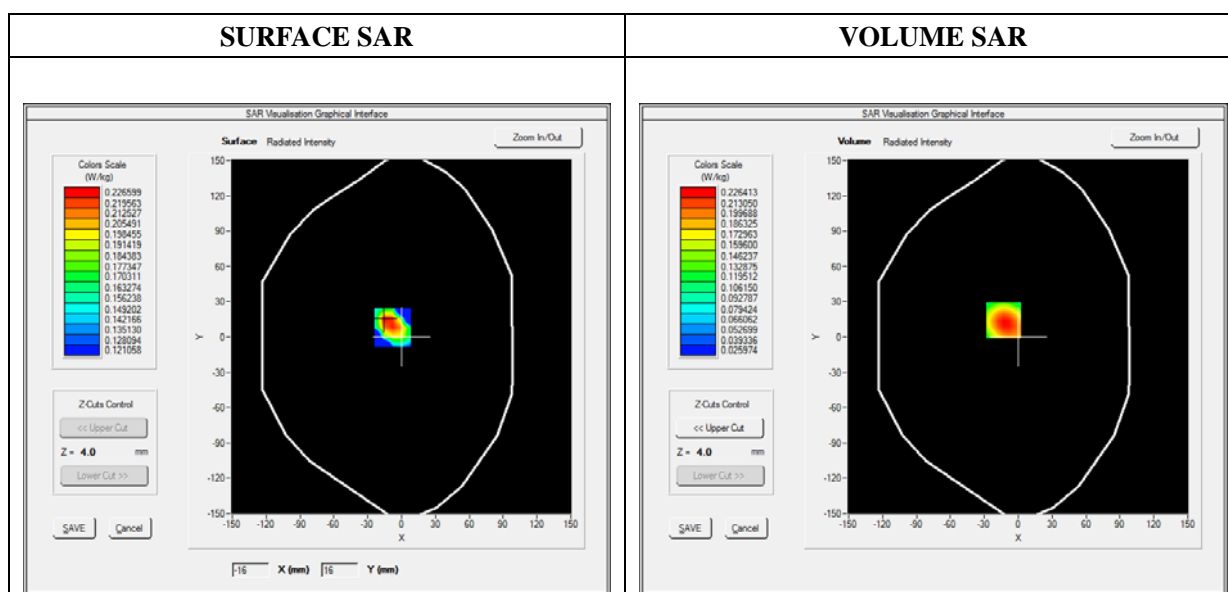 SURFACE SAR
SAR Visualisation Graphical Interface
Surface Radiated Intensity
Zoom In/Out
Colors Scale
(W/kg)
0.226599
0.219563
0.212527
0.205491
0.198455
0.191419
0.184383
0.177347
0.170311
0.163274
0.156238
0.149202
0.142166
0.135130
0.128094
0.121058
Z-Cuts Control
<< Upper Cut
Z = 4.0 mm
Lower Cut >>
SAVE Cancel
150
120
90
60
30
Y 0
-30
-60
-90
-120
-150
-150 -120 -90 -60 -30 0 30 60 90 120 150
X
-16 X (mm) 16 Y (mm)
VOLUME SAR
SAR Visualisation Graphical Interface
Volume Radiated Intensity
Zoom In/Out
Colors Scale
(W/kg)
0.226413
0.213050
0.199688
0.186325
0.172963
0.159600
0.146237
0.132875
0.119512
0.106150
0.092787
0.079424
0.066062
0.052699
0.039336
0.025974
Z-Cuts Control
<< Upper Cut
Z = 4.0 mm
Lower Cut >>
SAVE Cancel
150
120
90
60
30
Y 0
-30
-60
-90
-120
-150
-150 -120 -90 -60 -30 0 30 60 90 120 150
X